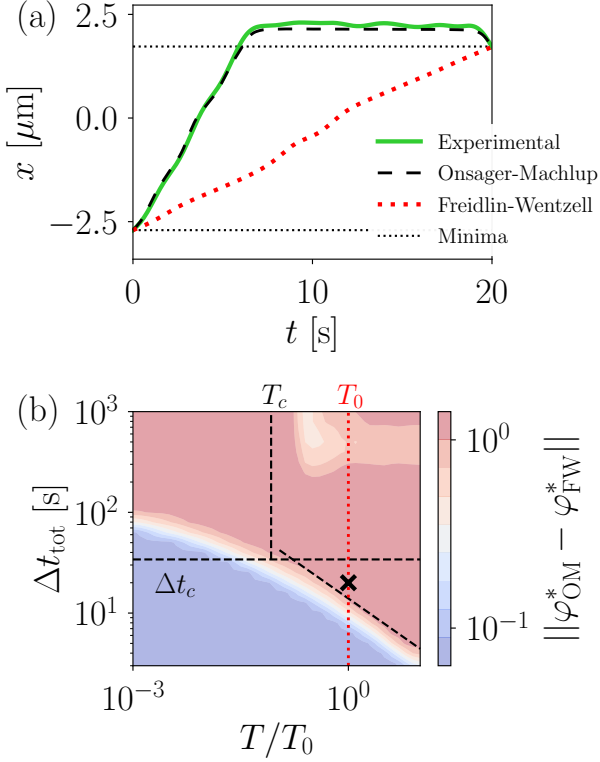 (a)
2.5
0.0
−2.5
x [μm]
Experimental
Onsager-Machlup
Freidlin-Wentzell
Minima
0
10
20
t [s]
(b)
T_c
T_0
10^3
10^2
10^1
Δt_tot [s]
Δt_c
10^−3
10^0
T/T_0
10^0
10^−1
||φ*_OM − φ*_FW||